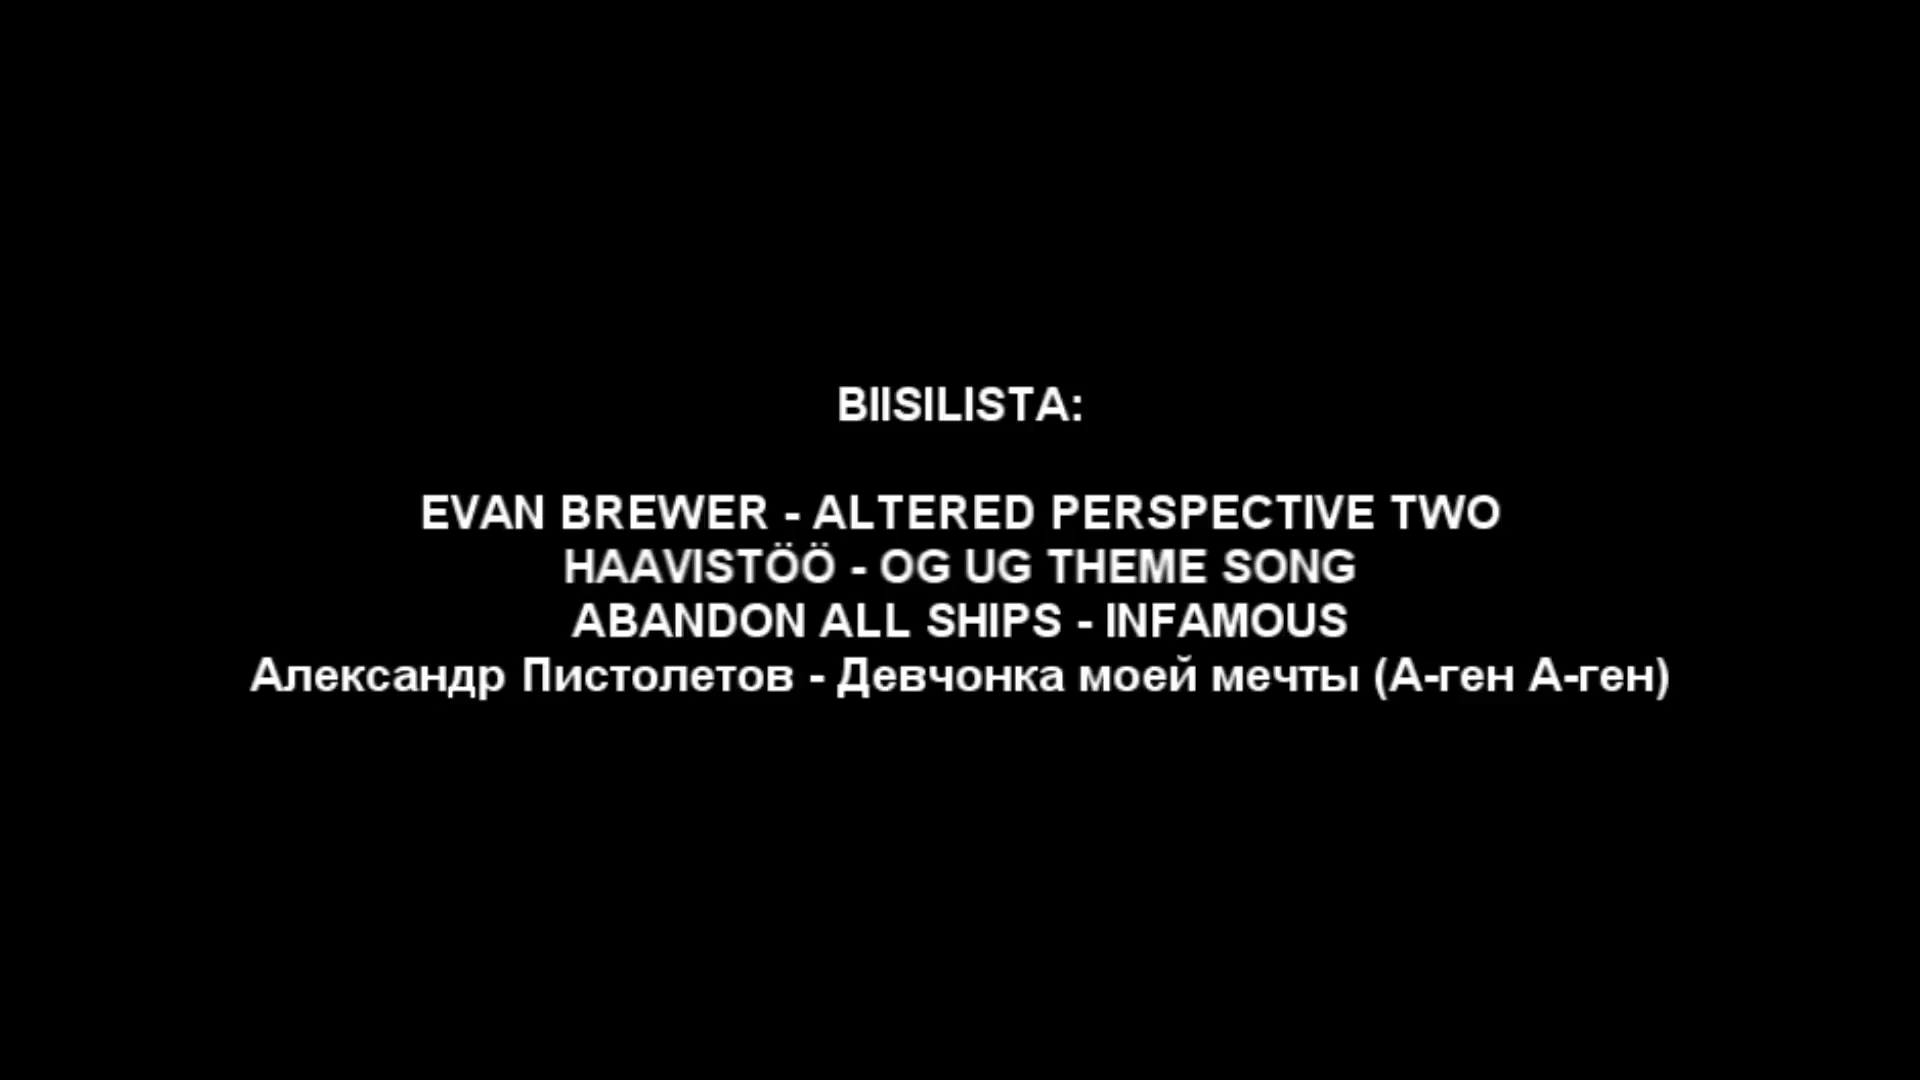 BIISILISTA:
EVAN BREWER - ALTERED PERSPECTIVE TWO
HAAVISTÖÖ - OG UG THEME SONG
ABANDON ALL SHIPS - INFAMOUS
Александр Пистолетов - Девчонка моей мечты (А-ген А-ген)